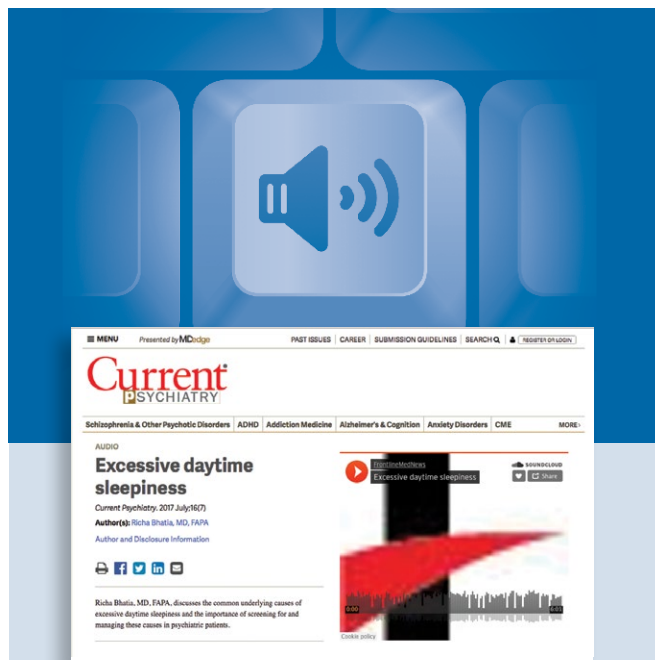 MENU Presented by MDedge PAST ISSUES CAREER SUBMISSION GUIDELINES SEARCH REGISTER OR LOGIN
Current
PSYCHIATRY
Schizophrenia & Other Psychotic Disorders ADHD Addiction Medicine Alzheimer's & Cognition Anxiety Disorders CME MORE›
AUDIO
Excessive daytime
sleepiness
Current Psychiatry. 2017 July;16(7)
Author(s): Richa Bhatia, MD, FAPA
Author and Disclosure Information
Richa Bhatia, MD, FAPA, discusses the common underlying causes of
excessive daytime sleepiness and the importance of screening for and
managing these causes in psychiatric patients.
FrontlineMedNews
Excessive daytime sleepiness
SOUNDCLOUD
Share
0:00 6:01
Cookie policy